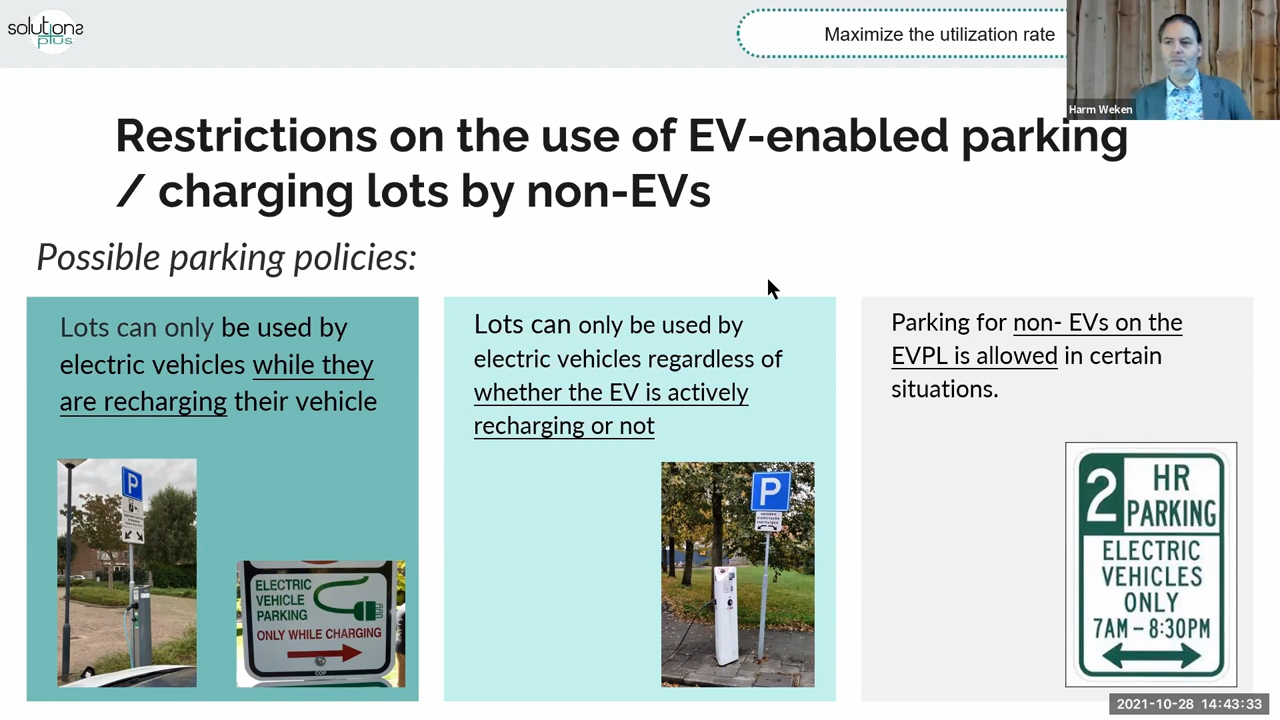 solutions
plus
Maximize the utilization rate
Harm Weken
Restrictions on the use of EV-enabled parking
/ charging lots by non-EVs
Possible parking policies:
Lots can only be used by
electric vehicles while they
are recharging their vehicle
P
ELECTRIC
VEHICLE
PARKING
ONLY WHILE CHARGING
Lots can only be used by
electric vehicles regardless of
whether the EV is actively
recharging or not
P
opladen
elektrische
voertuigen
Parking for non- EVs on the
EVPL is allowed in certain
situations.
2 HR
PARKING
ELECTRIC
VEHICLES
ONLY
7AM – 8:30PM
2021-10-28 14:43:33